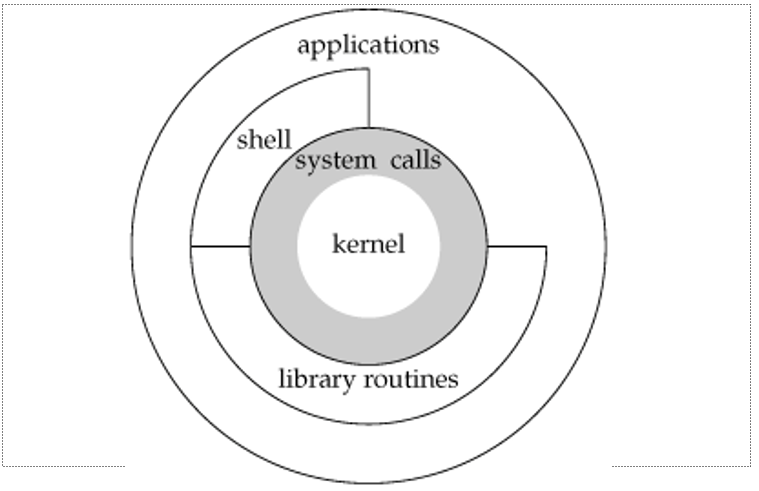 applications
shell
system calls
kernel
library routines